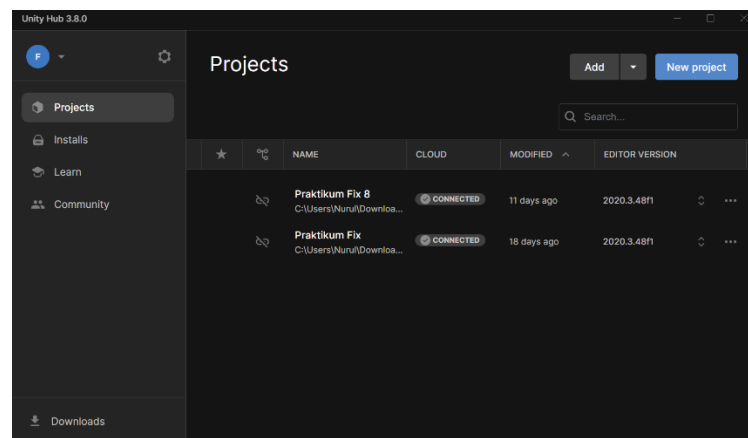 Unity Hub 3.8.0
F
Projects
Add
New project
Projects
Installs
Learn
Community
Search...
NAME CLOUD MODIFIED EDITOR VERSION
Praktikum Fix 8 CONNECTED 11 days ago 2020.3.48f1
C:\Users\Nurul\Downloa...
Praktikum Fix CONNECTED 18 days ago 2020.3.48f1
C:\Users\Nurul\Downloa...
Downloads